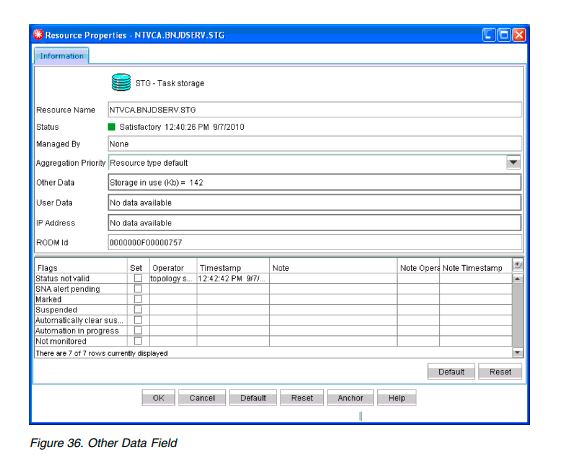 Resource Properties - NTVCA.BNJDSERV.STG
Information
STG - Task storage
Resource Name NTVCA.BNJDSERV.STG
Status Satisfactory 12:40:26 PM 9/7/2010
Managed By None
Aggregation Priority Resource type default
Other Data Storage in use (Kb) = 142
User Data No data available
IP Address No data available
RODM Id 0000000F00000757
Flags Set Operator Timestamp Note Note Opera Note Timestamp
Status not valid topology s... 12:42:42 PM 9/7/...
SNA alert pending
Marked
Suspended
Automatically clear sus...
Automation in progress
Not monitored
There are 7 of 7 rows currently displayed
Default Reset
OK Cancel Default Reset Anchor Help
Figure 36. Other Data Field